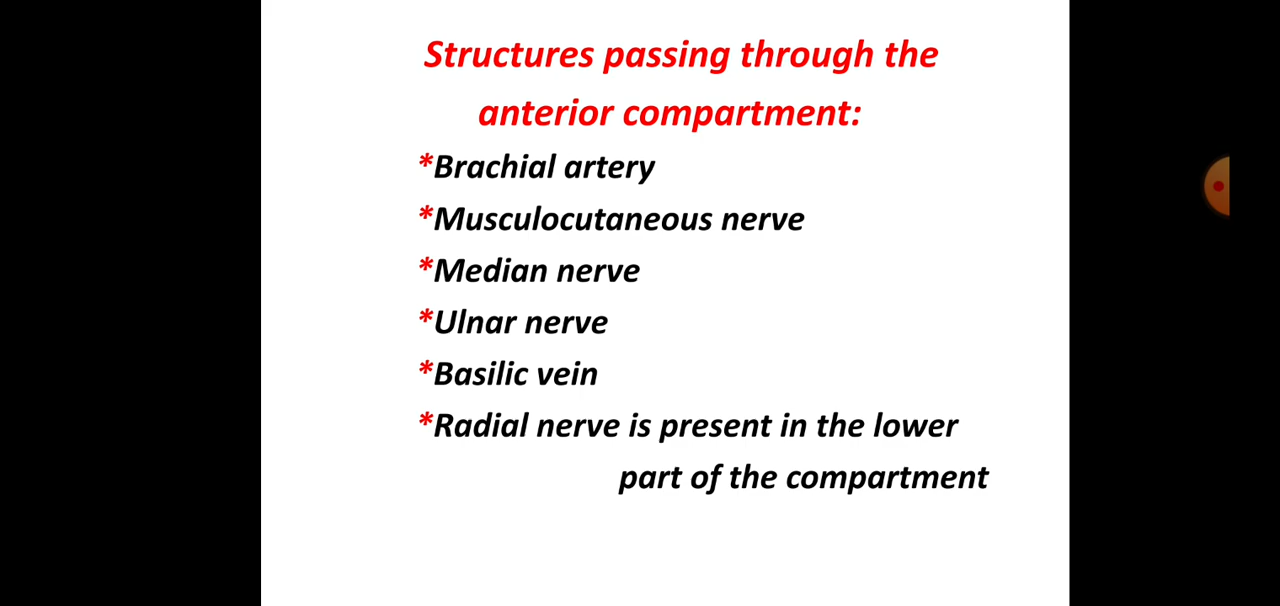 Structures passing through the
anterior compartment:
*Brachial artery
*Musculocutaneous nerve
*Median nerve
*Ulnar nerve
*Basilic vein
*Radial nerve is present in the lower
part of the compartment